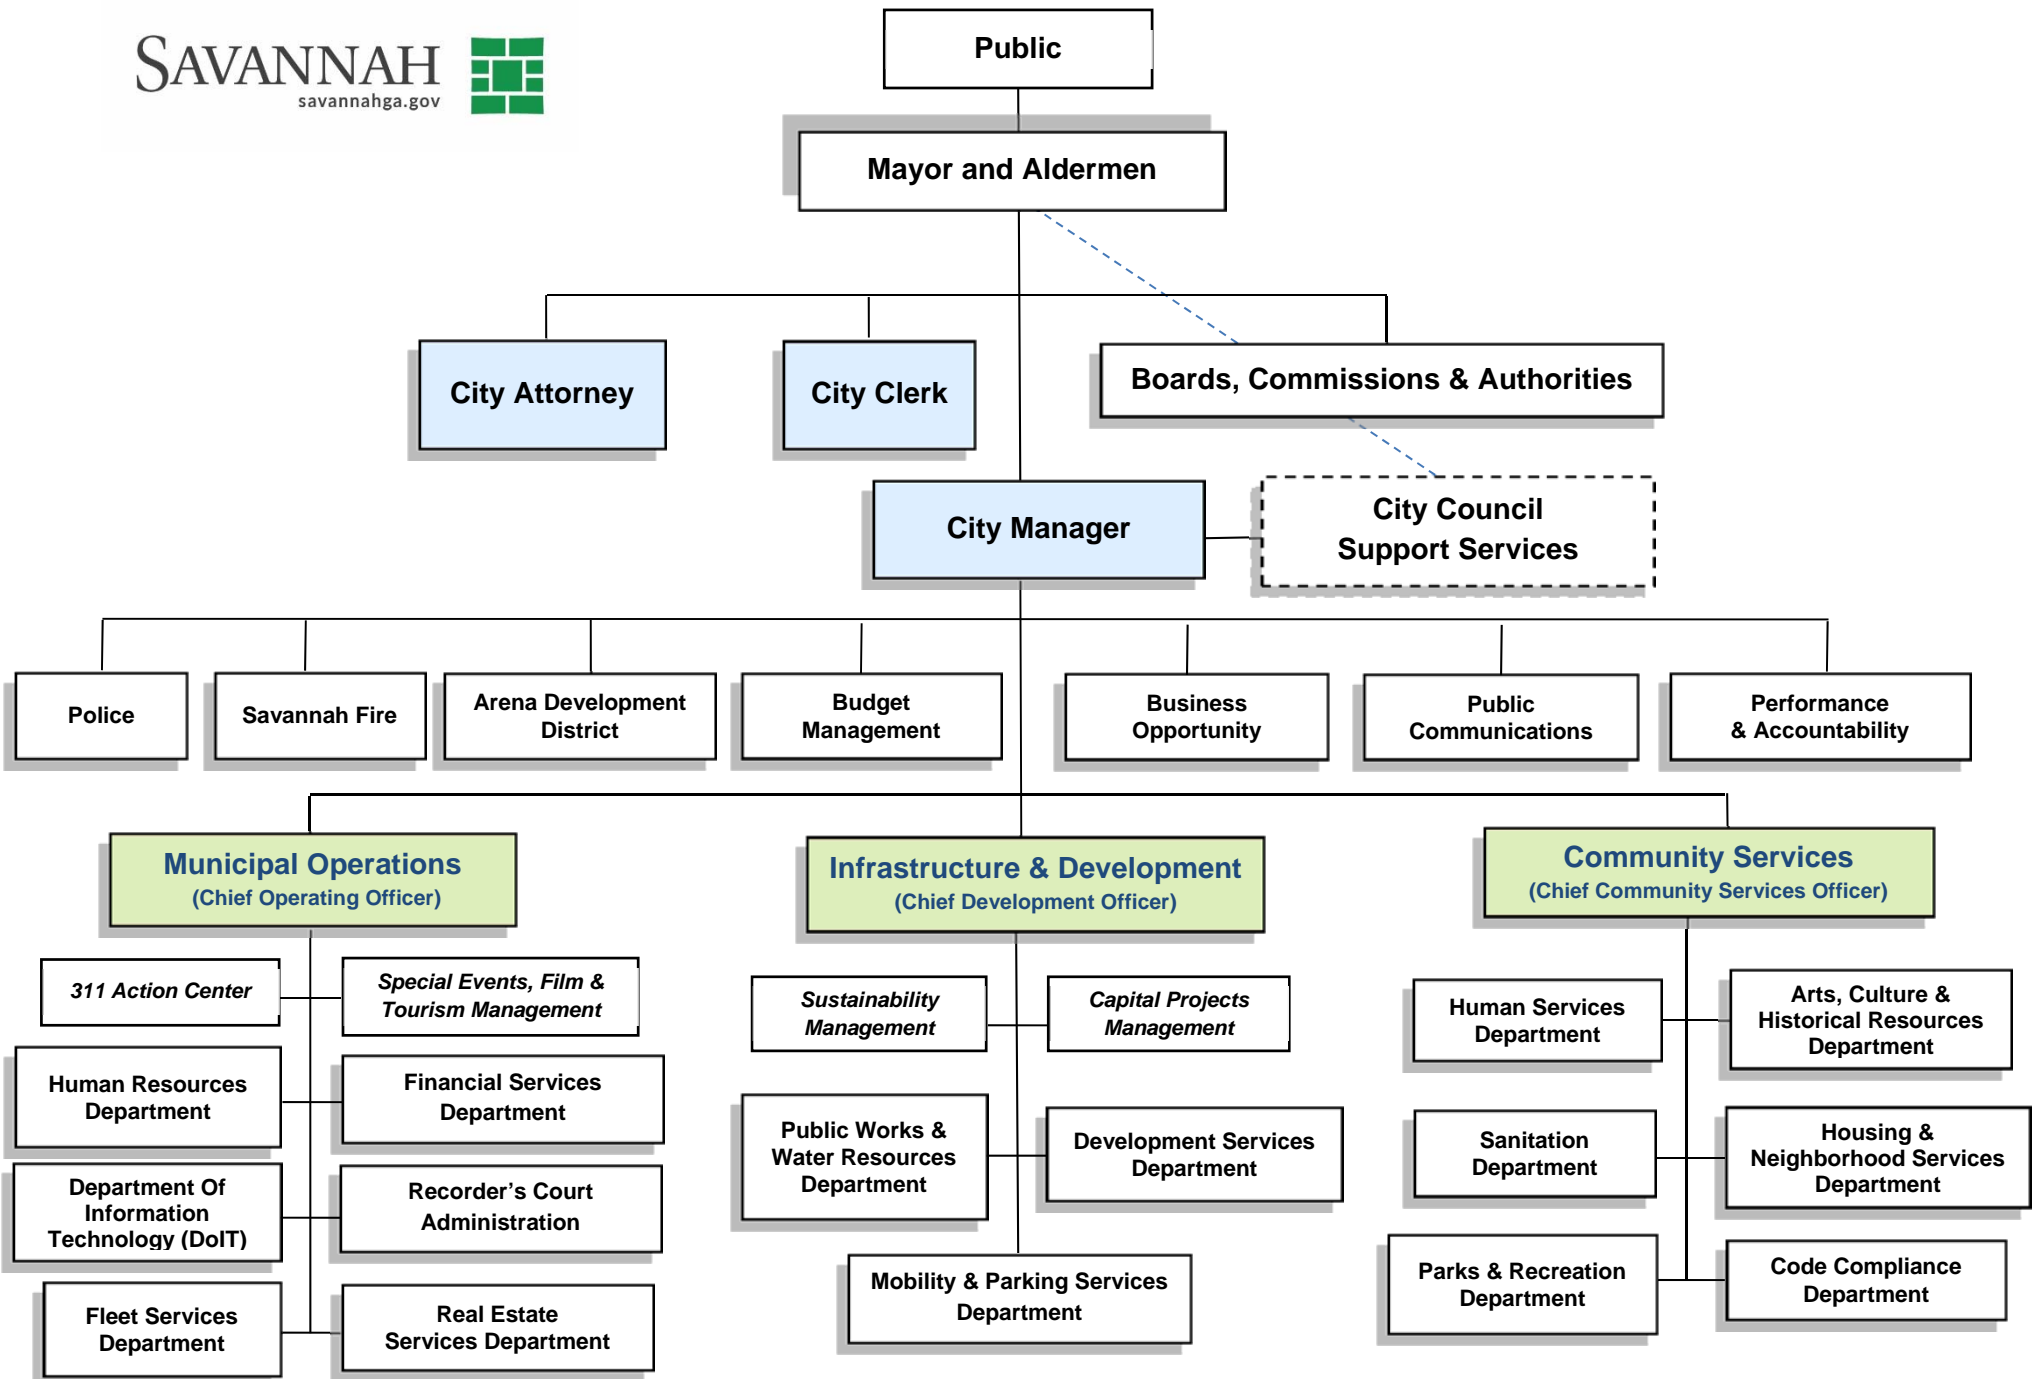 SAVANNAH
savannahga.gov
Public
Mayor and Aldermen
City Attorney
City Clerk
Boards, Commissions & Authorities
City Manager
City Council
Support Services
Police
Savannah Fire
Arena Development
District
Budget
Management
Business
Opportunity
Public
Communications
Performance
& Accountability
Municipal Operations
(Chief Operating Officer)
Infrastructure & Development
(Chief Development Officer)
Community Services
(Chief Community Services Officer)
311 Action Center
Special Events, Film &
Tourism Management
Human Resources
Department
Financial Services
Department
Department Of
Information
Technology (DoIT)
Recorder’s Court
Administration
Fleet Services
Department
Real Estate
Services Department
Sustainability
Management
Capital Projects
Management
Public Works &
Water Resources
Department
Development Services
Department
Mobility & Parking Services
Department
Human Services
Department
Arts, Culture &
Historical Resources
Department
Sanitation
Department
Housing &
Neighborhood Services
Department
Parks & Recreation
Department
Code Compliance
Department